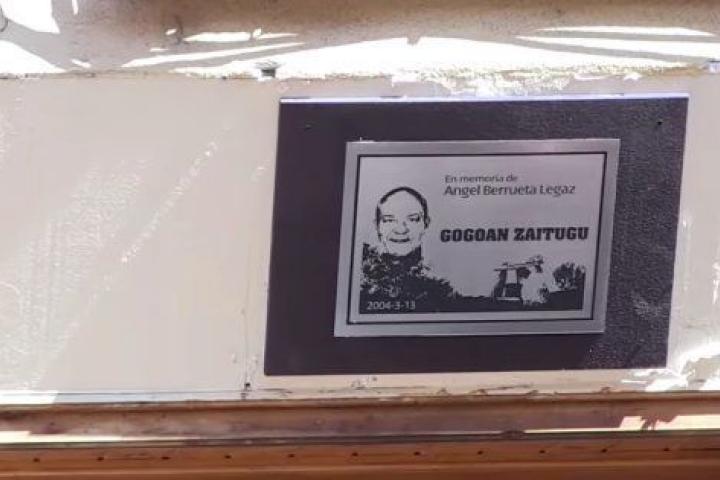 En memoria de
Angel Berrueta Legaz
GOGOAN ZAITUGU
2004-3-13